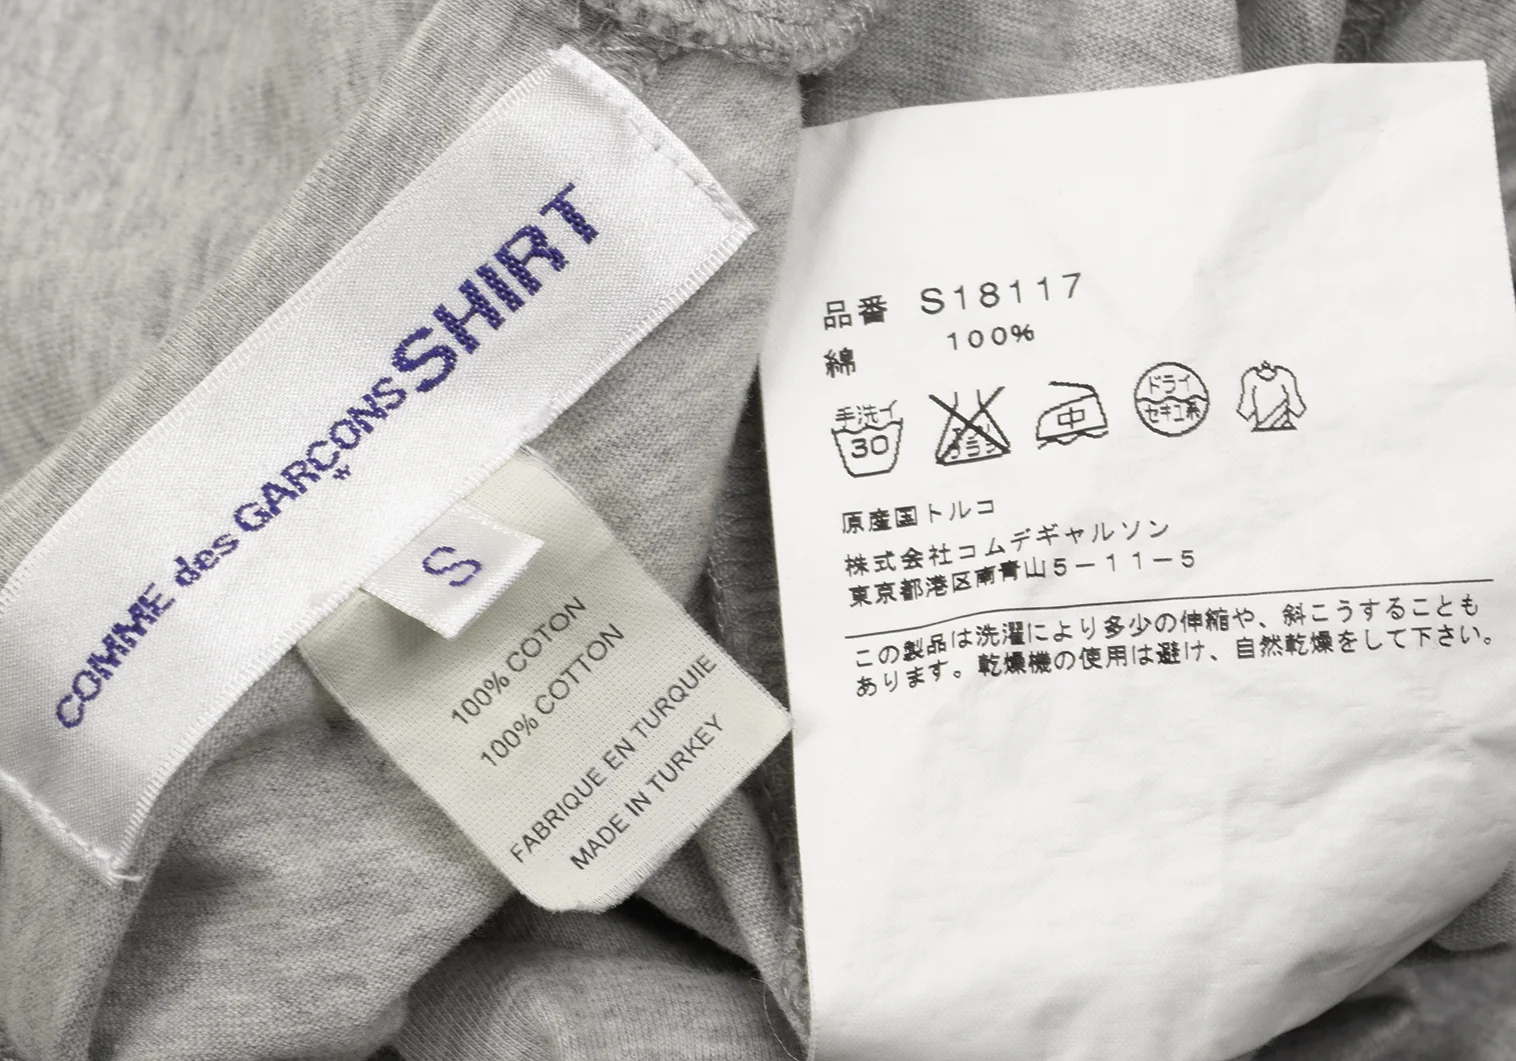 COMME des GARÇONS SHIRT
S
100% COTON
100% COTTON
FABRIQUE EN TURQUIE
MADE IN TURKEY
品番 S18117
綿 100%
手洗イ
30
中
ドライ
セキユ系
原産国トルコ
株式会社コムデギャルソン
東京都港区南青山5−11−5
この製品は洗濯により多少の伸縮や、斜こうすることも
あります。乾燥機の使用は避け、自然乾燥をして下さい。